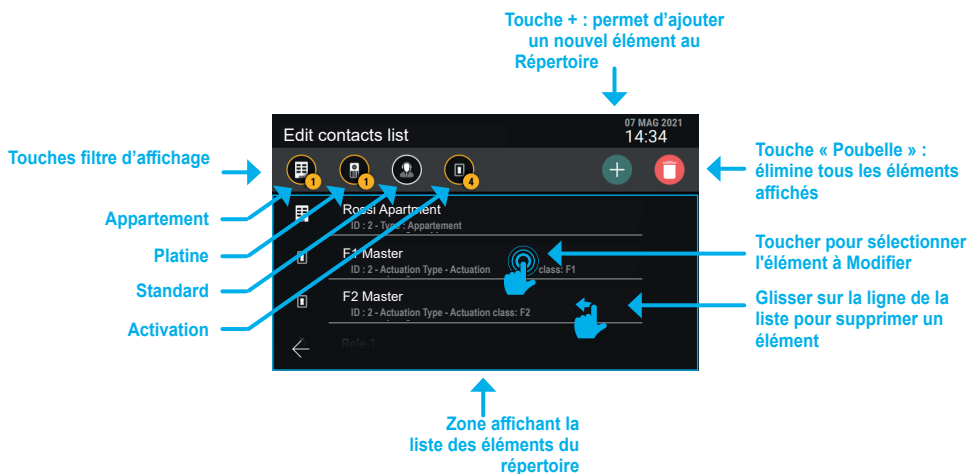 Touche + : permet d’ajouter
un nouvel élément au
Répertoire
07 MAG 2021
Edit contacts list
14:34
Touches filtre d’affichage
1
1
4
Touche « Poubelle » :
élimine tous les éléments
affichés
Appartement
Platine
Standard
Activation
Rossi Apartment
ID : 2 - Type : Appartement
F1 Master
ID : 2 - Actuation Type - Actuation class: F1
F2 Master
ID : 2 - Actuation Type - Actuation class: F2
Rele 1
Toucher pour sélectionner
l'élément à Modifier
Glisser sur la ligne de la
liste pour supprimer un
élément
Zone affichant la
liste des éléments du
répertoire